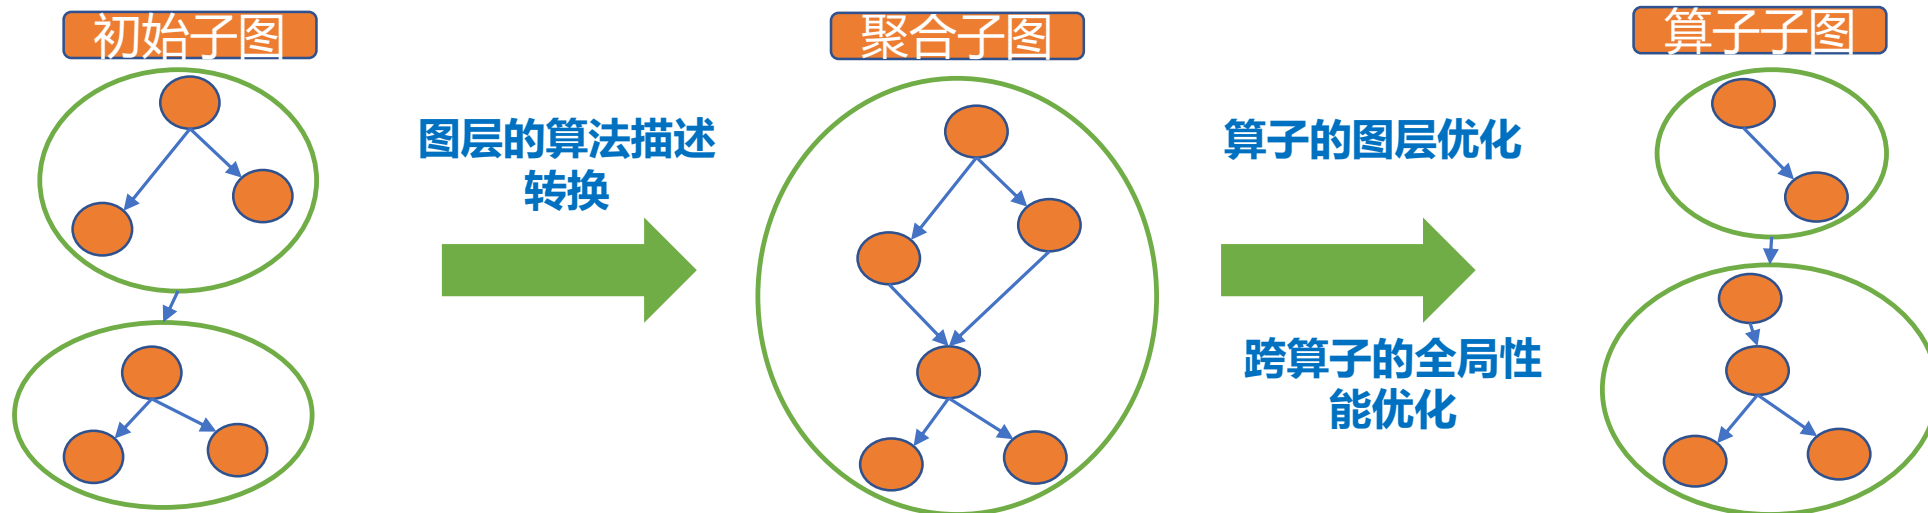 初始子图
聚合子图
算子子图
图层的算法描述
转换
算子的图层优化
跨算子的全局性
能优化